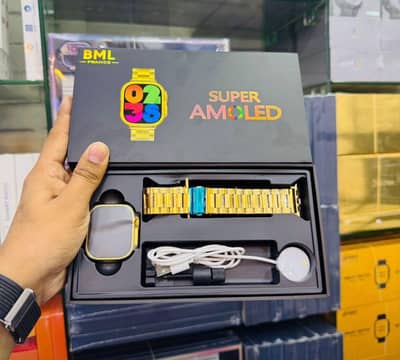 BML
FRANCE
02
38
SUPER
AMOLED